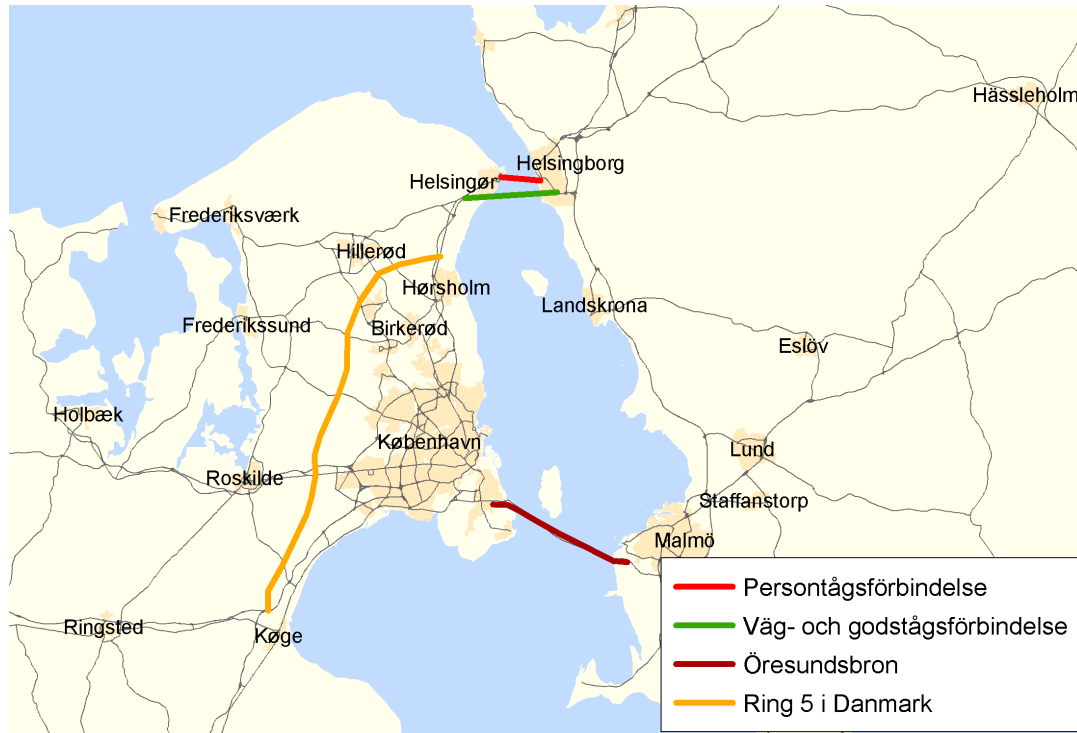 Hässleholm
Helsingborg
Helsingør
Frederiksværk
Hillerød
Hørsholm
Landskrona
Frederikssund
Birkerød
Eslöv
Holbæk
København
Lund
Roskilde
Staffanstorp
Malmö
Ringsted
Køge
Persontågsförbindelse
Väg- och godstågsförbindelse
Öresundsbron
Ring 5 i Danmark